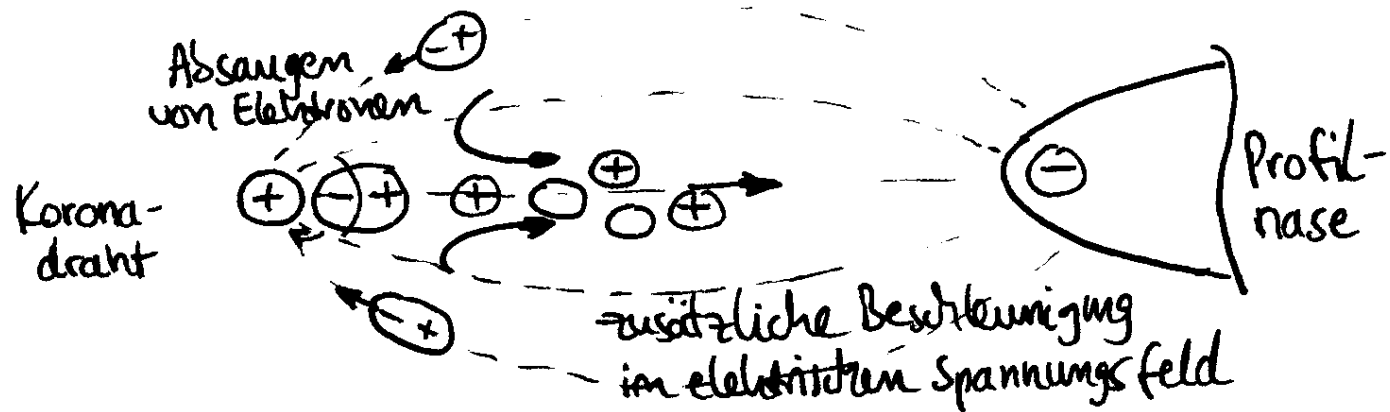 Absaugen
von Elektronen
+
-
+
+
+
+
-
+
-
+
-
Korona-
draht
Profil-
nase
zusätzliche Beschleunigung
im elektrischen Spannungsfeld